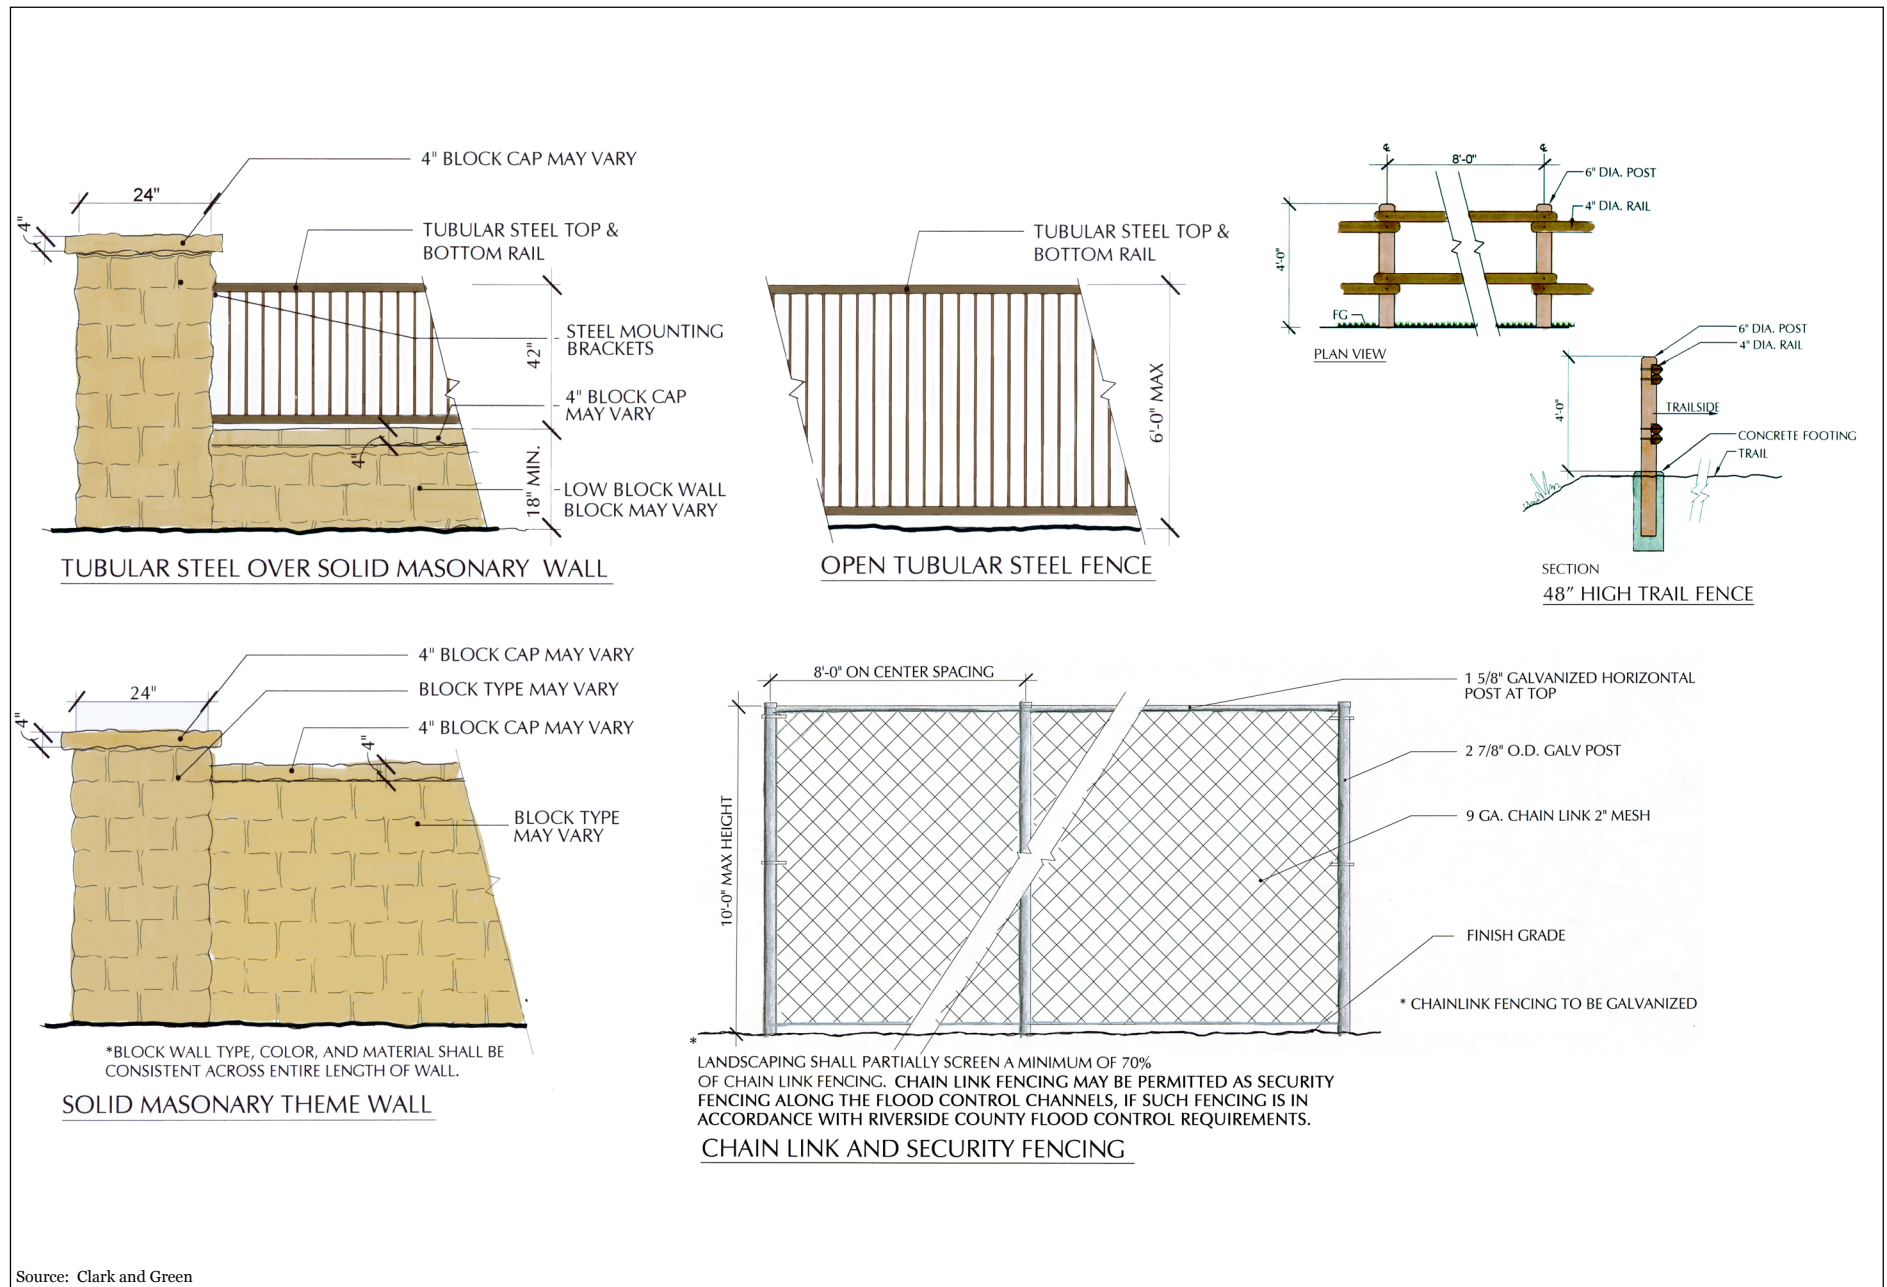 4" BLOCK CAP MAY VARY
24"
4"
TUBULAR STEEL TOP &
BOTTOM RAIL
STEEL MOUNTING
BRACKETS
42"
4" BLOCK CAP
MAY VARY
4"
18" MIN.
LOW BLOCK WALL
BLOCK MAY VARY
TUBULAR STEEL OVER SOLID MASONARY WALL
TUBULAR STEEL TOP &
BOTTOM RAIL
6'-0" MAX
OPEN TUBULAR STEEL FENCE
℄
℄
8'-0"
6" DIA. POST
4" DIA. RAIL
4'-0"
FG
PLAN VIEW
6" DIA. POST
4" DIA. RAIL
4'-0"
TRAILSIDE
CONCRETE FOOTING
TRAIL
SECTION
48” HIGH TRAIL FENCE
4" BLOCK CAP MAY VARY
24"
BLOCK TYPE MAY VARY
4"
4" BLOCK CAP MAY VARY
4"
BLOCK TYPE
MAY VARY
*BLOCK WALL TYPE, COLOR, AND MATERIAL SHALL BE
CONSISTENT ACROSS ENTIRE LENGTH OF WALL.
SOLID MASONARY THEME WALL
8'-0" ON CENTER SPACING
1 5/8" GALVANIZED HORIZONTAL
POST AT TOP
2 7/8" O.D. GALV POST
10'-0" MAX HEIGHT
9 GA. CHAIN LINK 2" MESH
FINISH GRADE
* CHAINLINK FENCING TO BE GALVANIZED
*
LANDSCAPING SHALL PARTIALLY SCREEN A MINIMUM OF 70%
OF CHAIN LINK FENCING. CHAIN LINK FENCING MAY BE PERMITTED AS SECURITY
FENCING ALONG THE FLOOD CONTROL CHANNELS, IF SUCH FENCING IS IN
ACCORDANCE WITH RIVERSIDE COUNTY FLOOD CONTROL REQUIREMENTS.
CHAIN LINK AND SECURITY FENCING
Source: Clark and Green